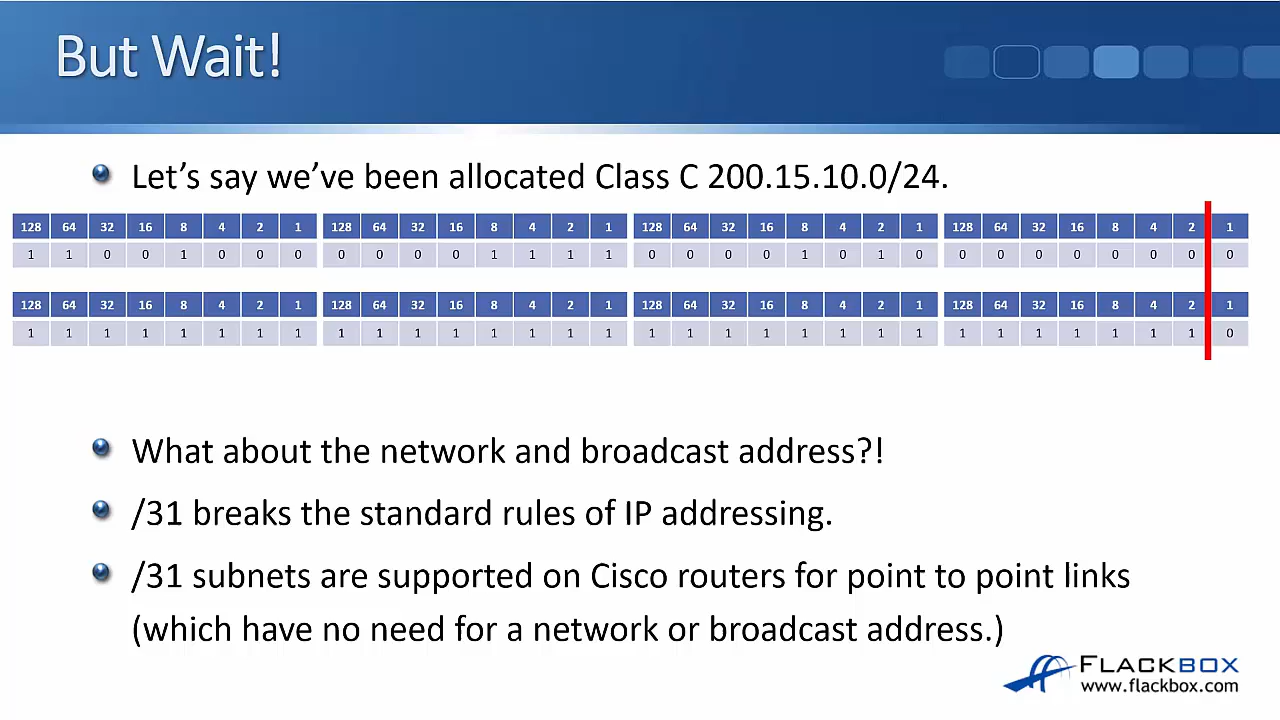 But Wait!
Let's say we've been allocated Class C 200.15.10.0/24.
128 64 32 16 8 4 2 1 128 64 32 16 8 4 2 1 128 64 32 16 8 4 2 1 128 64 32 16 8 4 2 1
1 1 0 0 1 0 0 0 0 0 0 0 1 1 1 1 0 0 0 0 1 0 1 0 0 0 0 0 0 0 0 0
128 64 32 16 8 4 2 1 128 64 32 16 8 4 2 1 128 64 32 16 8 4 2 1 128 64 32 16 8 4 2 1
1 1 1 1 1 1 1 1 1 1 1 1 1 1 1 1 1 1 1 1 1 1 1 1 1 1 1 1 1 1 1 0
What about the network and broadcast address?!
/31 breaks the standard rules of IP addressing.
/31 subnets are supported on Cisco routers for point to point links
(which have no need for a network or broadcast address.)
FLACKBOX
www.flackbox.com